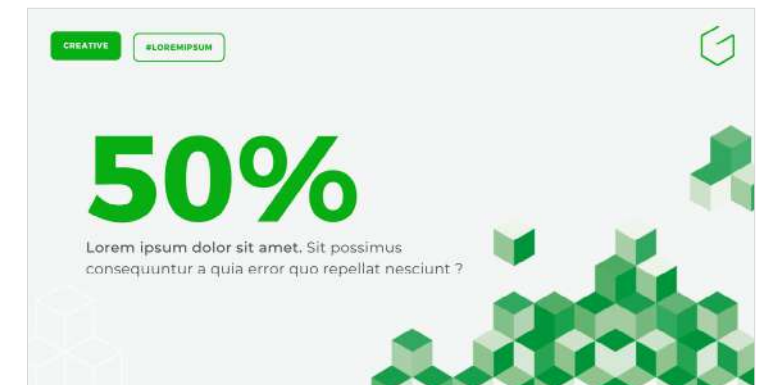 CREATIVE
#LOREMIPSUM
50%
Lorem ipsum dolor sit amet. Sit possimus
consequuntur a quia error quo repellat nesciunt ?